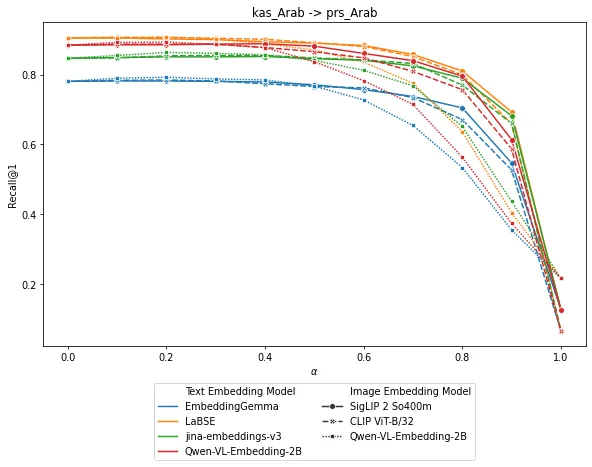 kas_Arab -> prs_Arab
Recall@1
0.8
0.6
0.4
0.2
0.0 0.2 0.4 0.6 0.8 1.0
α
Text Embedding Model Image Embedding Model
EmbeddingGemma SigLIP 2 So400m
LaBSE CLIP ViT-B/32
jina-embeddings-v3 Qwen-VL-Embedding-2B
Qwen-VL-Embedding-2B